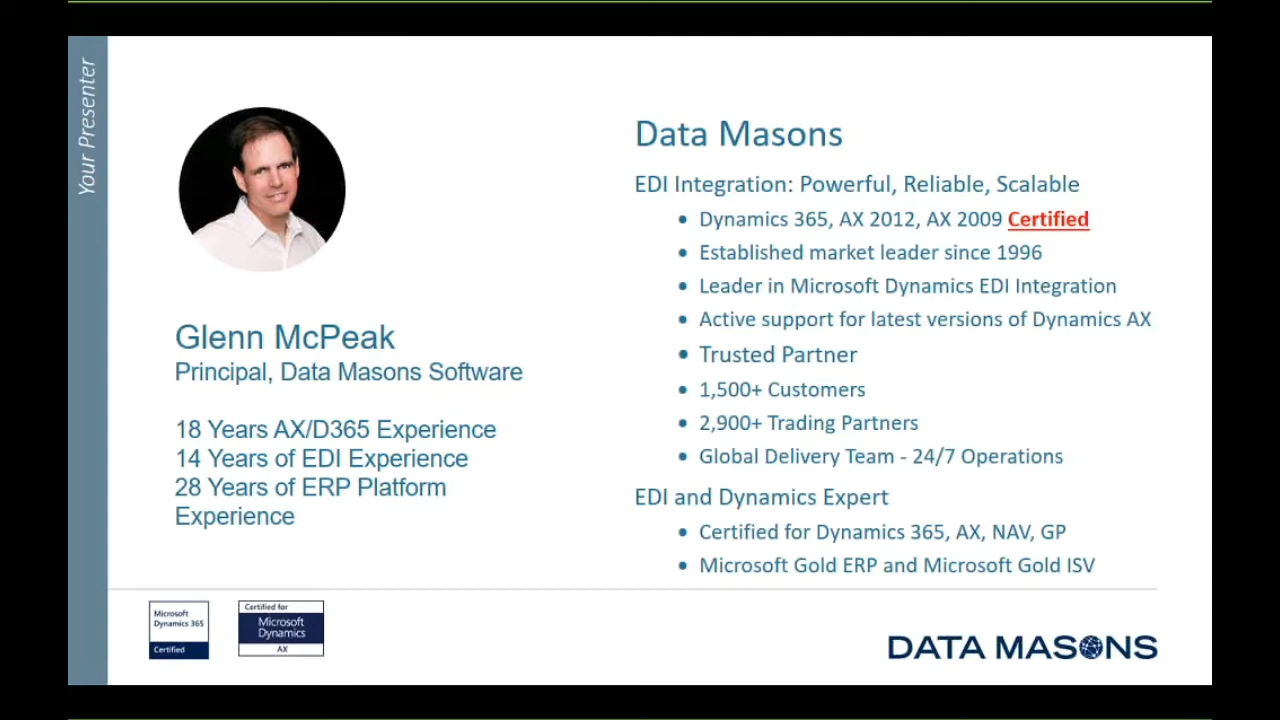 Your Presenter
Glenn McPeak
Principal, Data Masons Software
18 Years AX/D365 Experience
14 Years of EDI Experience
28 Years of ERP Platform
Experience
Data Masons
EDI Integration: Powerful, Reliable, Scalable
• Dynamics 365, AX 2012, AX 2009 Certified
• Established market leader since 1996
• Leader in Microsoft Dynamics EDI Integration
• Active support for latest versions of Dynamics AX
• Trusted Partner
• 1,500+ Customers
• 2,900+ Trading Partners
• Global Delivery Team - 24/7 Operations
EDI and Dynamics Expert
• Certified for Dynamics 365, AX, NAV, GP
• Microsoft Gold ERP and Microsoft Gold ISV
Microsoft
Dynamics 365
Certified
Certified for
Microsoft
Dynamics
AX
DATA MASONS